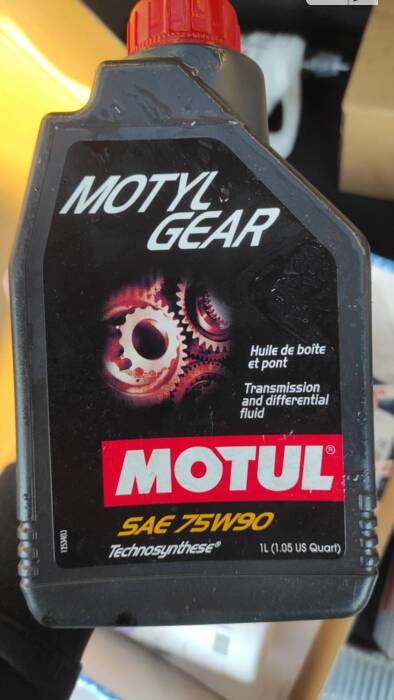 MOTYL
GEAR
Huile de boîte
et pont
Transmission
and differential
fluid
MOTUL®
SAE 75W90
Technosynthese®
1L (1.05 US Quart)